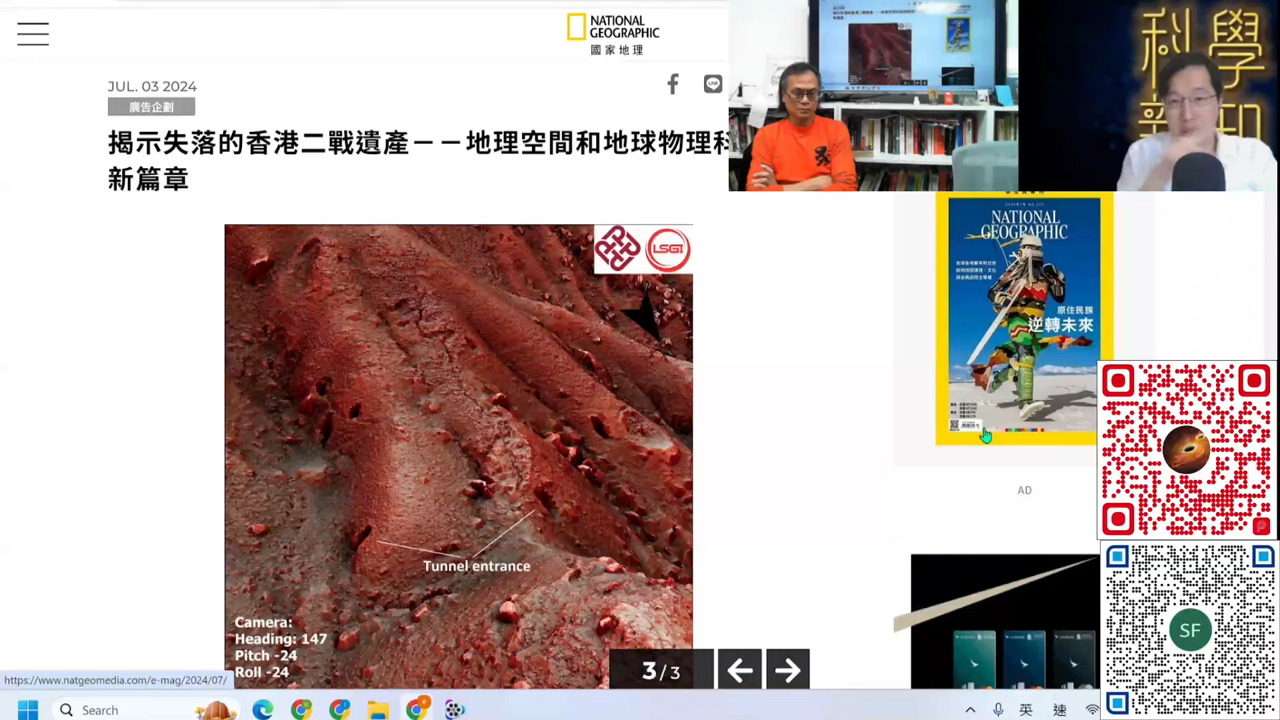 NATIONAL
GEOGRAPHIC
國家地理
JUL. 03 2024
廣告企劃
揭示失落的香港二戰遺產－－地理空間和地球物理科
新篇章
科學
新知
LSGI
Tunnel entrance
Camera:
Heading: 147
Pitch -24
Roll -24
3 / 3
NATIONAL
GEOGRAPHIC
原住民族
逆轉未來
AD
SF
https://www.natgeomedia.com/e-mag/2024/07/
Search
英
速